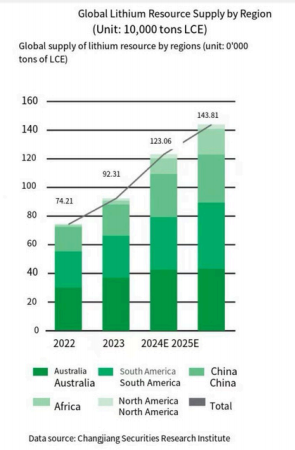 Global Lithium Resource Supply by Region
(Unit: 10,000 tons LCE)
Global supply of lithium resource by regions (unit: 0'000
tons of LCE)
160
140
120
100
80
60
40
20
0
74.21
92.31
123.06
143.81
2022
2023
2024E 2025E
Australia
Australia
South America
South America
China
China
Africa
North America
North America
Total
Data source: Changjiang Securities Research Institute